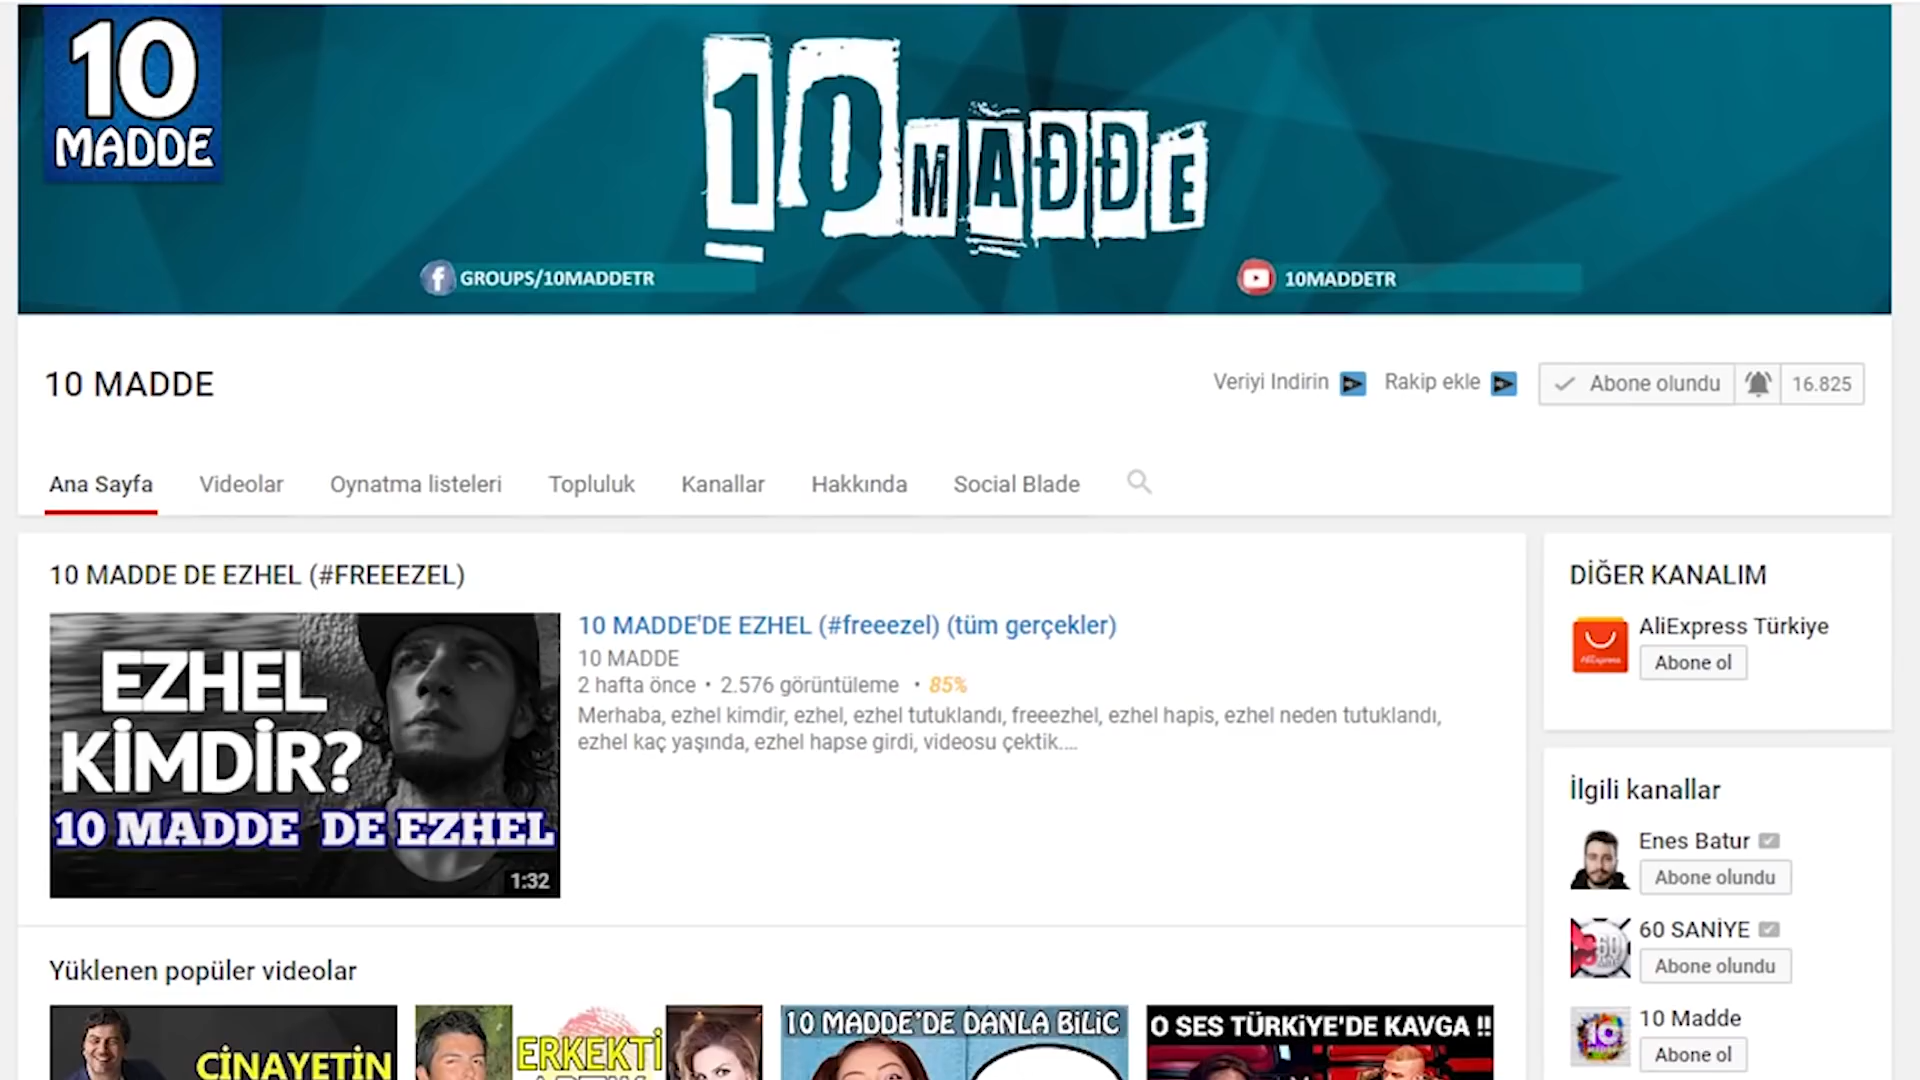 10
MADDE
10 MADDE
GROUPS/10MADDETR
10MADDETR
10 MADDE
Veriyi Indirin
Rakip ekle
Abone olundu
16.825
Ana Sayfa
Videolar
Oynatma listeleri
Topluluk
Kanallar
Hakkında
Social Blade
10 MADDE DE EZHEL (#FREEEZEL)
EZHEL
KİMDİR?
10 MADDE DE EZHEL
1:32
10 MADDE'DE EZHEL (#freeezel) (tüm gerçekler)
10 MADDE
2 hafta önce • 2.576 görüntüleme • 85%
Merhaba, ezhel kimdir, ezhel, ezhel tutuklandı, freeezhel, ezhel hapis, ezhel neden tutuklandı,
ezhel kaç yaşında, ezhel hapse girdi, videosu çektik....
Yüklenen popüler videolar
CİNAYETİN
ERKEKTİ
10 MADDE'DE DANLA BİLİC
O SES TÜRKİYE'DE KAVGA !!
DİĞER KANALIM
AliExpress
AliExpress Türkiye
Abone ol
İlgili kanallar
Enes Batur
Abone olundu
60 SANİYE
Abone olundu
10 Madde
Abone ol